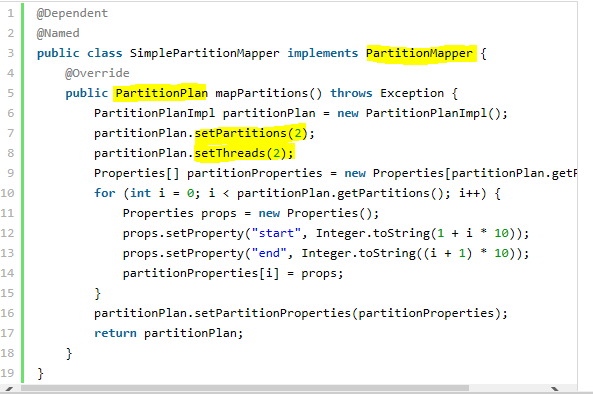 1 @Dependent
2 @Named
3 public class SimplePartitionMapper implements PartitionMapper {
4     @Override
5     public PartitionPlan mapPartitions() throws Exception {
6         PartitionPlanImpl partitionPlan = new PartitionPlanImpl();
7         partitionPlan.setPartitions(2);
8         partitionPlan.setThreads(2);
9         Properties[] partitionProperties = new Properties[partitionPlan.getP
10         for (int i = 0; i < partitionPlan.getPartitions(); i++) {
11             Properties props = new Properties();
12             props.setProperty("start", Integer.toString(1 + i * 10));
13             props.setProperty("end", Integer.toString((i + 1) * 10));
14             partitionProperties[i] = props;
15         }
16         partitionPlan.setPartitionProperties(partitionProperties);
17         return partitionPlan;
18     }
19 }